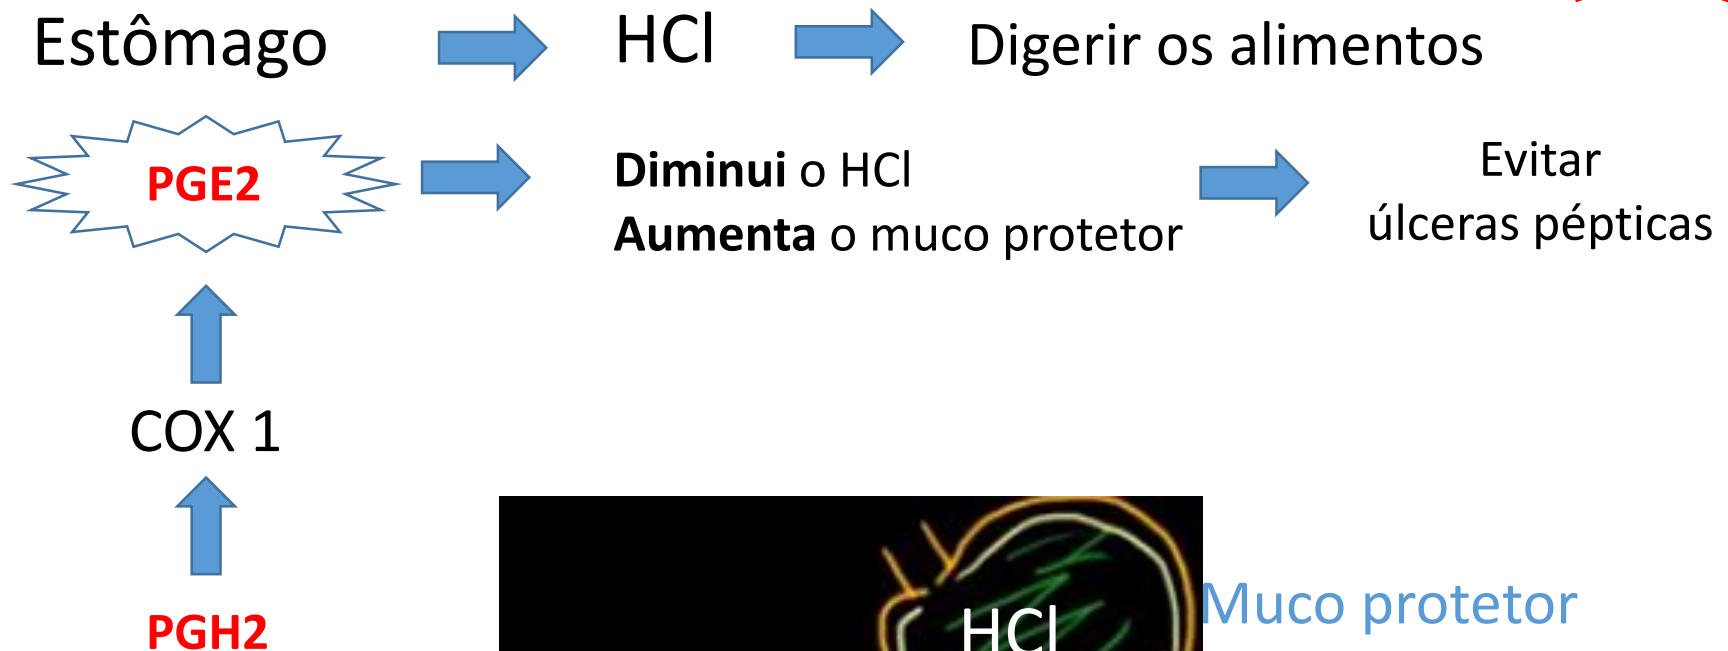 Estômago
HCl
Digerir os alimentos
PGE2
Diminui o HCl
Aumenta o muco protetor
Evitar
úlceras pépticas
COX 1
PGH2
HCl
Muco protetor